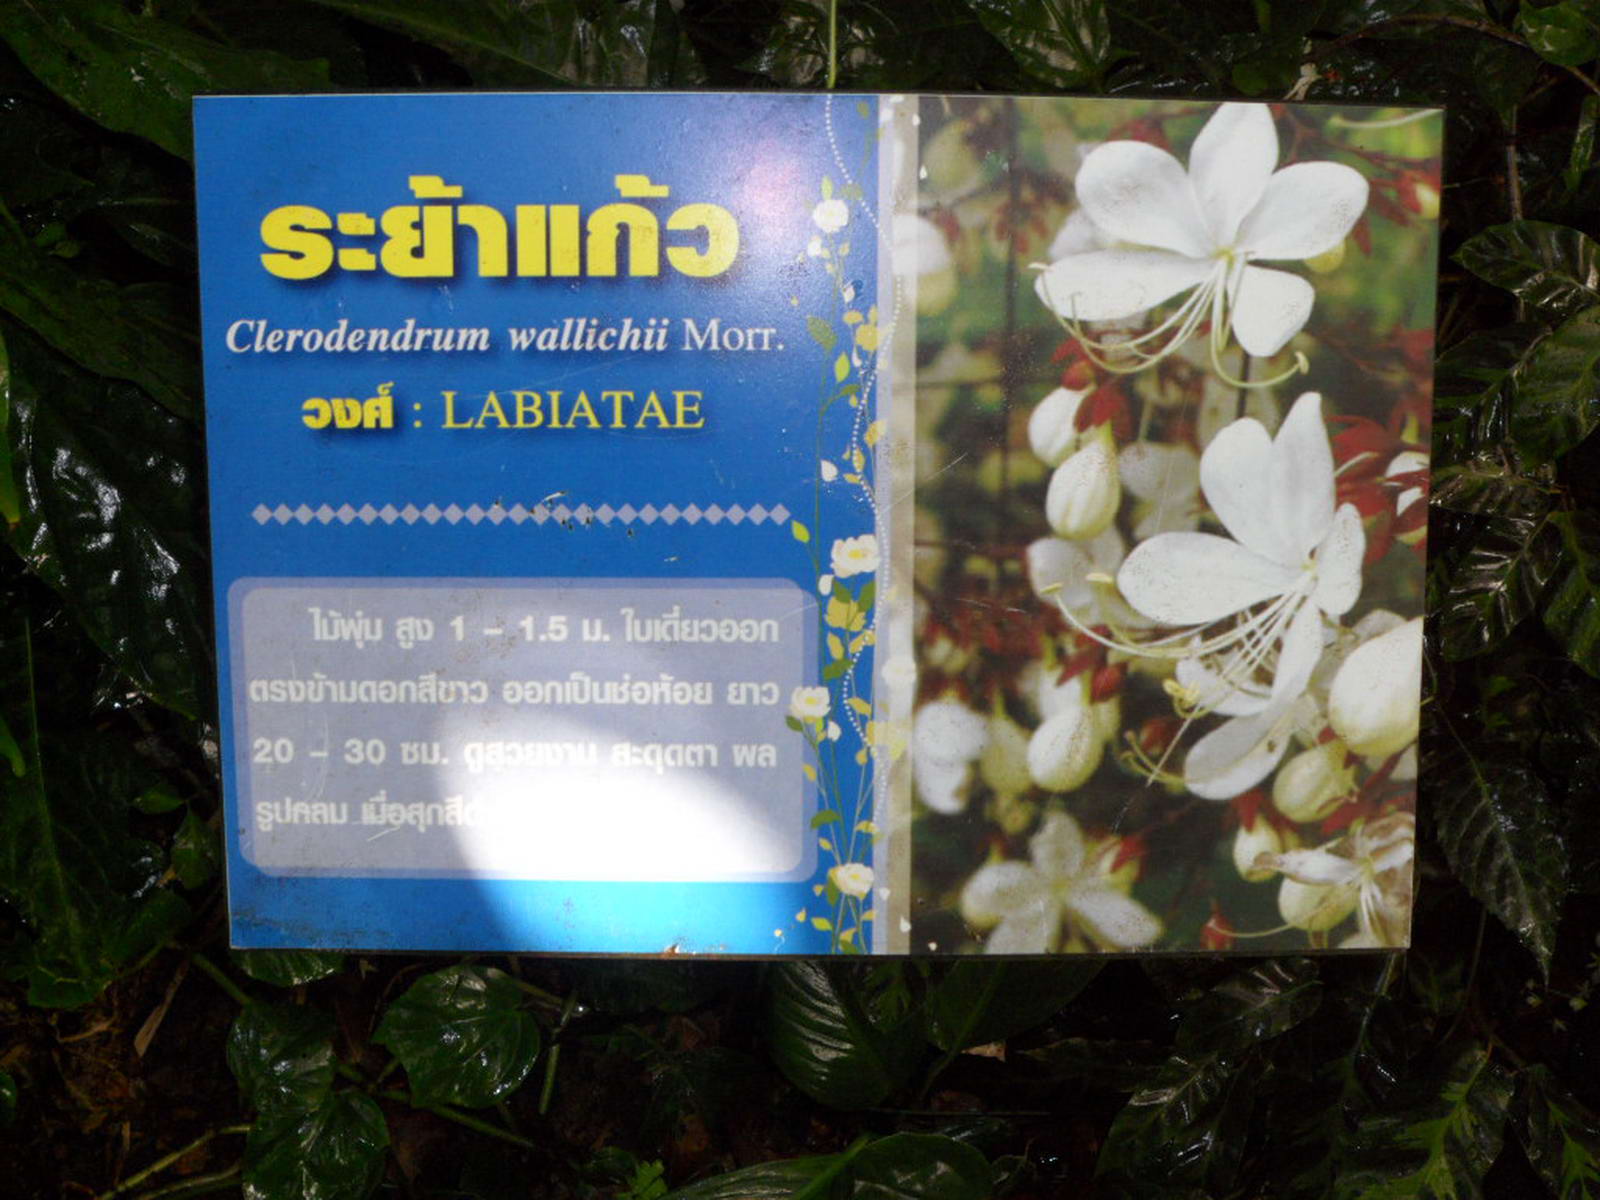 ระย้าแก้ว
Clerodendrum wallichii Morr.
วงศ์ : LABIATAE
ไม้พุ่ม สูง 1 – 1.5 ม. ใบเดี่ยวออก
ตรงข้ามดอกสีขาว ออกเป็นช่อห้อย ยาว
20 – 30 ซม. ดูสวยงาม สะดุดตา ผล
รูปกลม เมื่อสุก